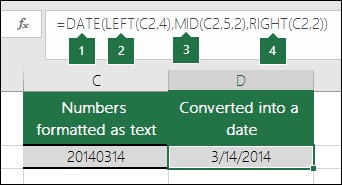 fx =DATE(LEFT(C2,4),MID(C2,5,2),RIGHT(C2,2))
1 2 3 4
C D
Numbers formatted as text Converted into a date
20140314 3/14/2014